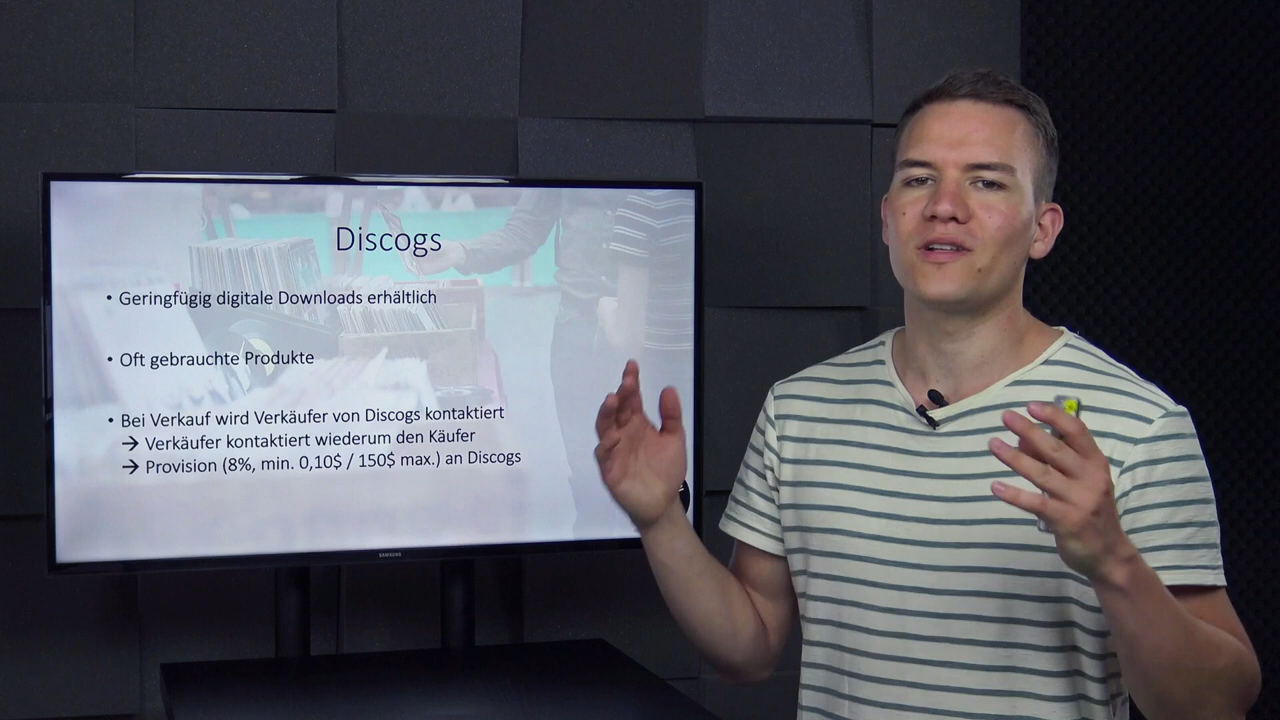 Discogs
• Geringfügig digitale Downloads erhältlich
• Oft gebrauchte Produkte
• Bei Verkauf wird Verkäufer von Discogs kontaktiert
→ Verkäufer kontaktiert wiederum den Käufer
→ Provision (8%, min. 0,10$ / 150$ max.) an Discogs
SAMSUNG